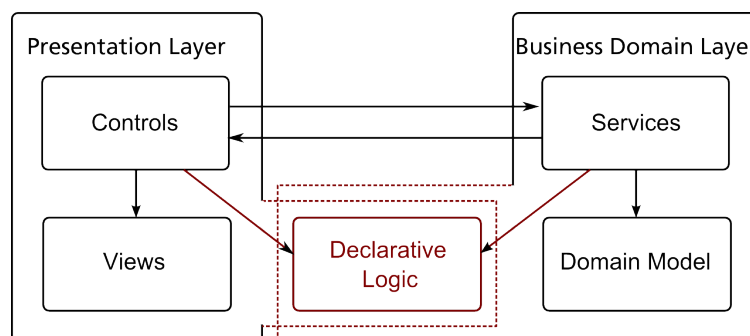 Presentation Layer
Business Domain Laye
Controls
Services
Views
Declarative
Logic
Domain Model